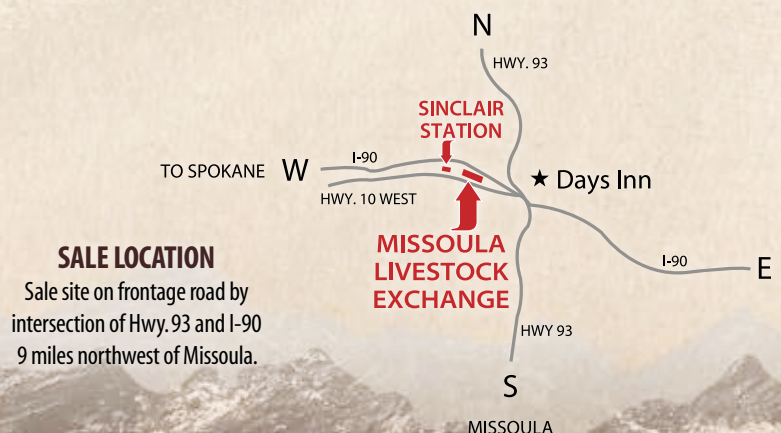 N
HWY. 93
SINCLAIR
STATION
I-90
TO SPOKANE W
★ Days Inn
HWY. 10 WEST
MISSOULA
LIVESTOCK
EXCHANGE
I-90
E
SALE LOCATION
Sale site on frontage road by
intersection of Hwy. 93 and I-90
9 miles northwest of Missoula.
HWY 93
S
MISSOULA